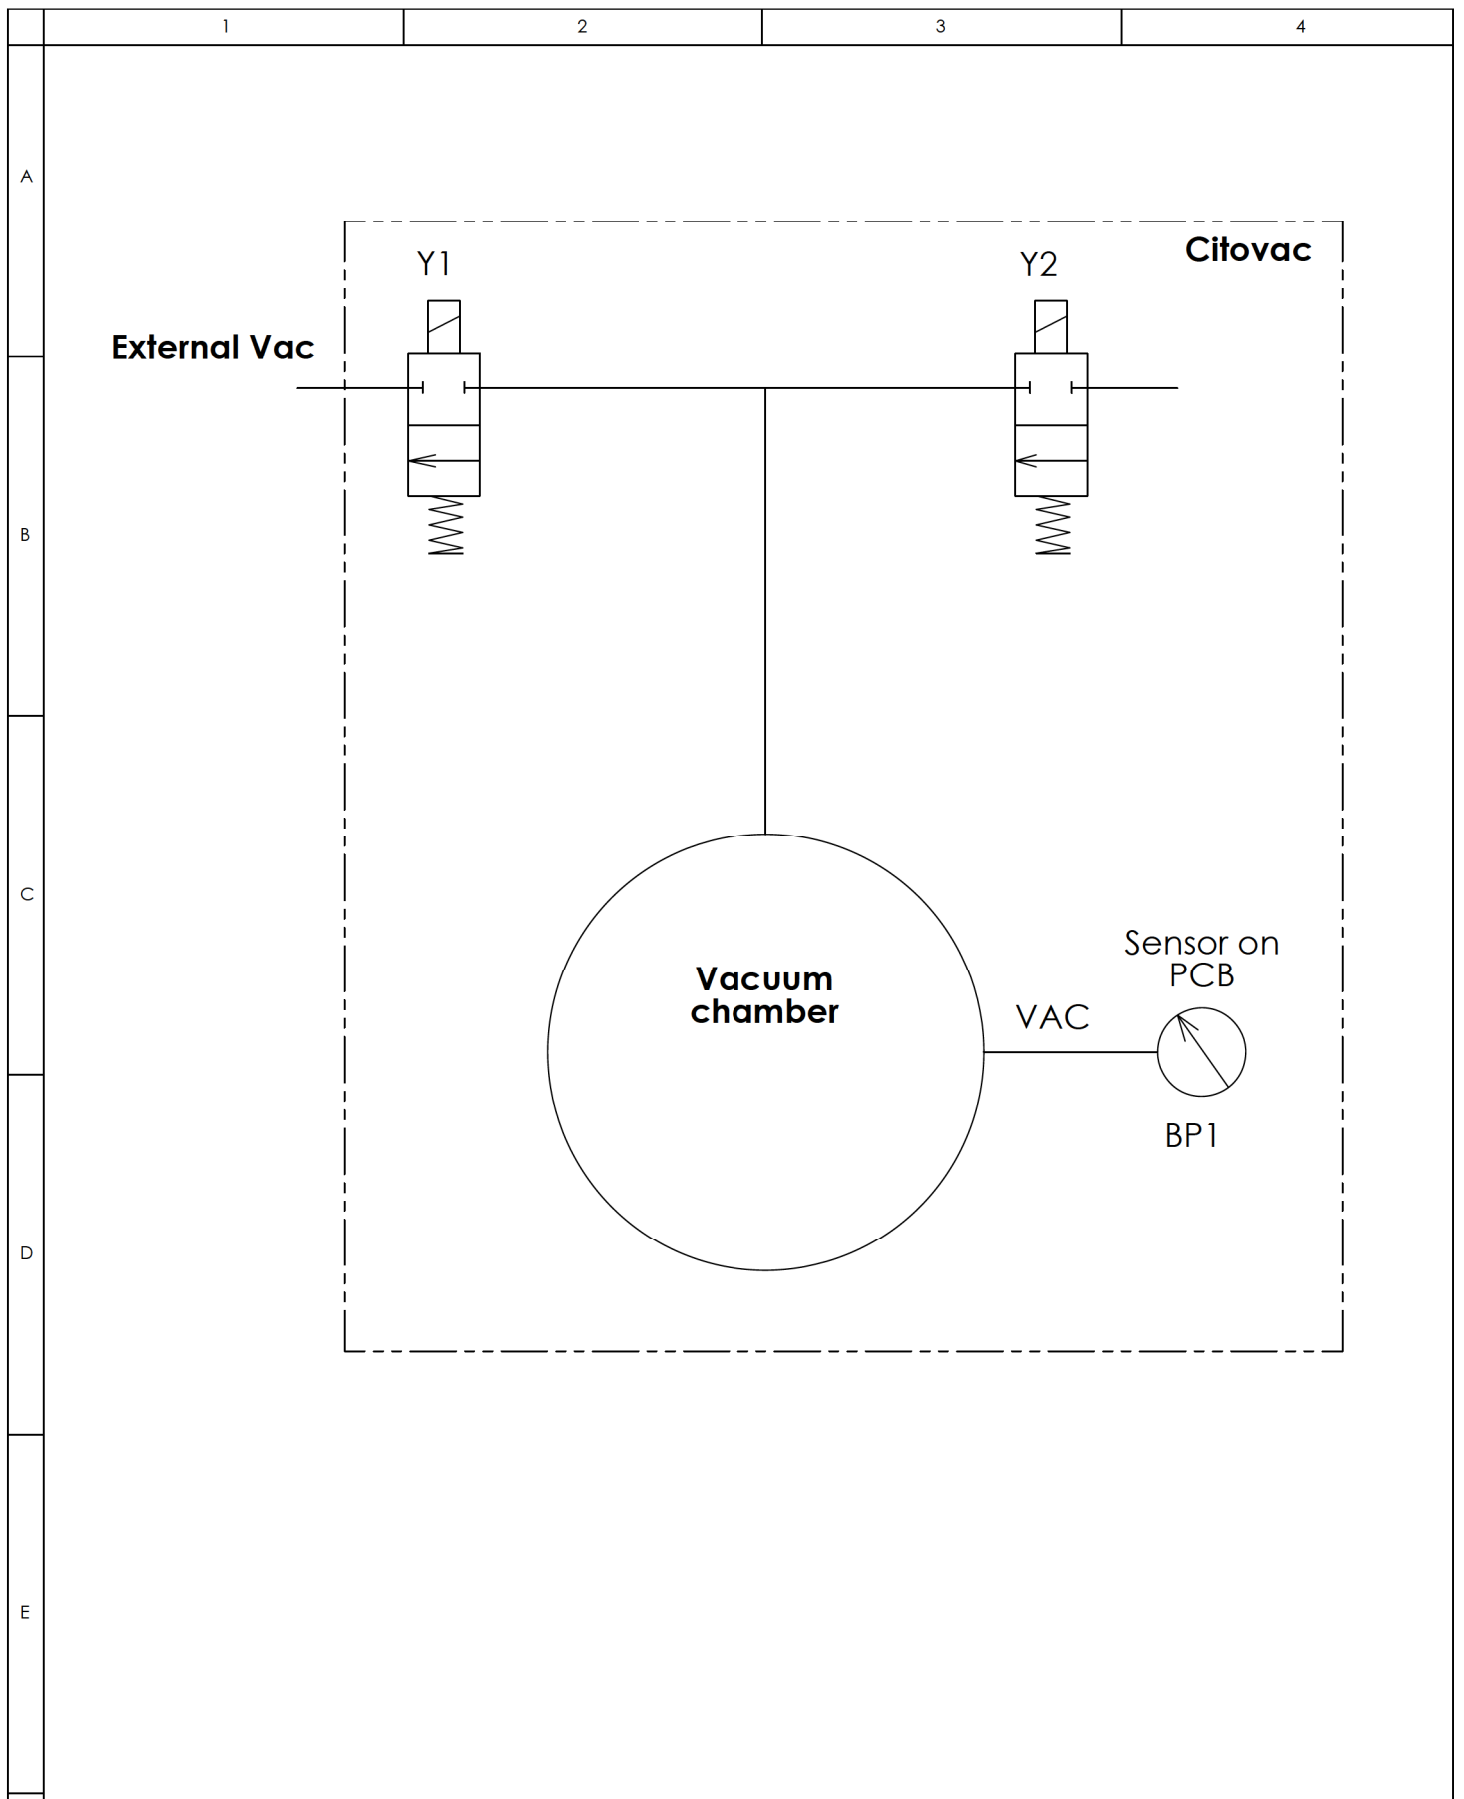 1 2 3 4
A
Citovac
Y1 Y2
External Vac
B
C
Sensor on
PCB
Vacuum
chamber
VAC
BP1
D
E